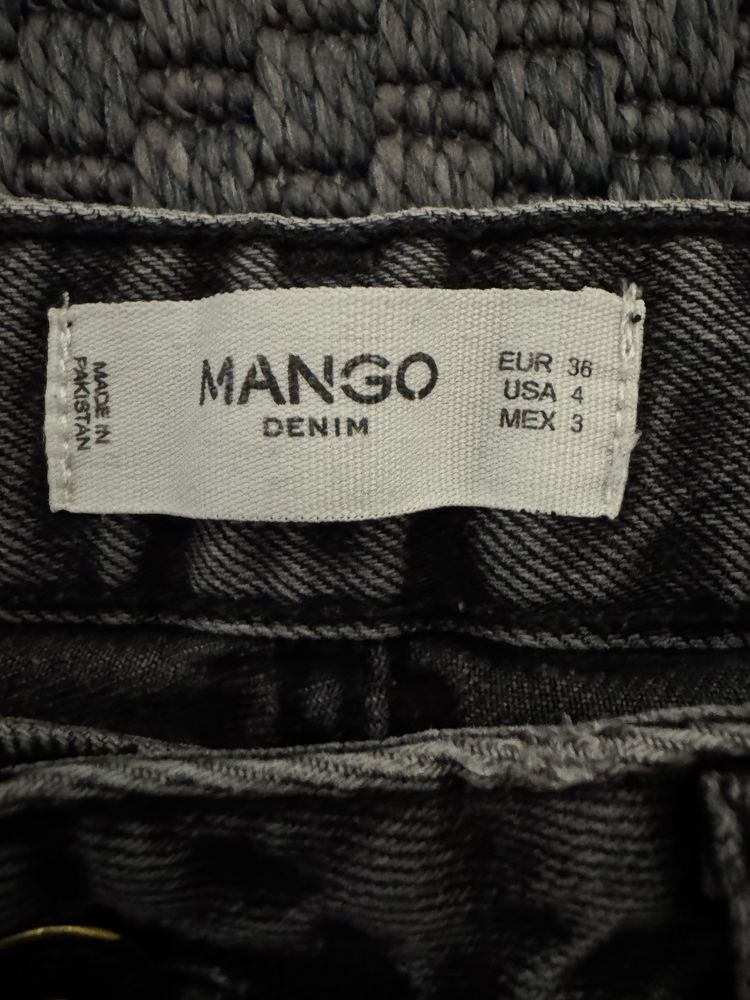 MADE IN
PAKISTAN
MANGO
DENIM
EUR 36
USA 4
MEX 3